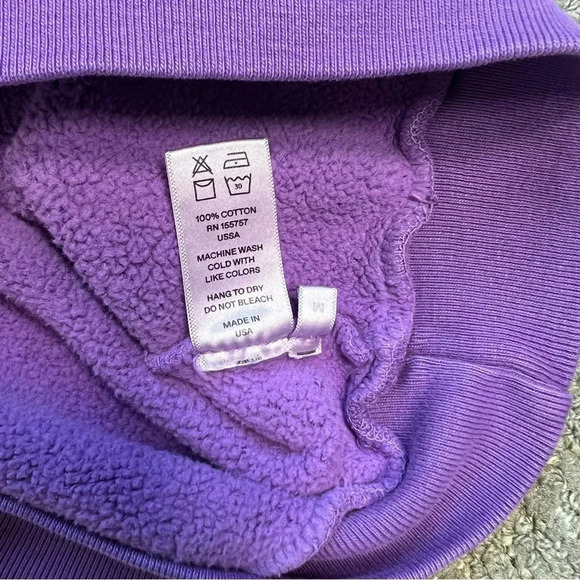 30
100% COTTON
RN 155757
USSA
MACHINE WASH
COLD WITH
LIKE COLORS
HANG TO DRY
DO NOT BLEACH
MADE IN
USA
M